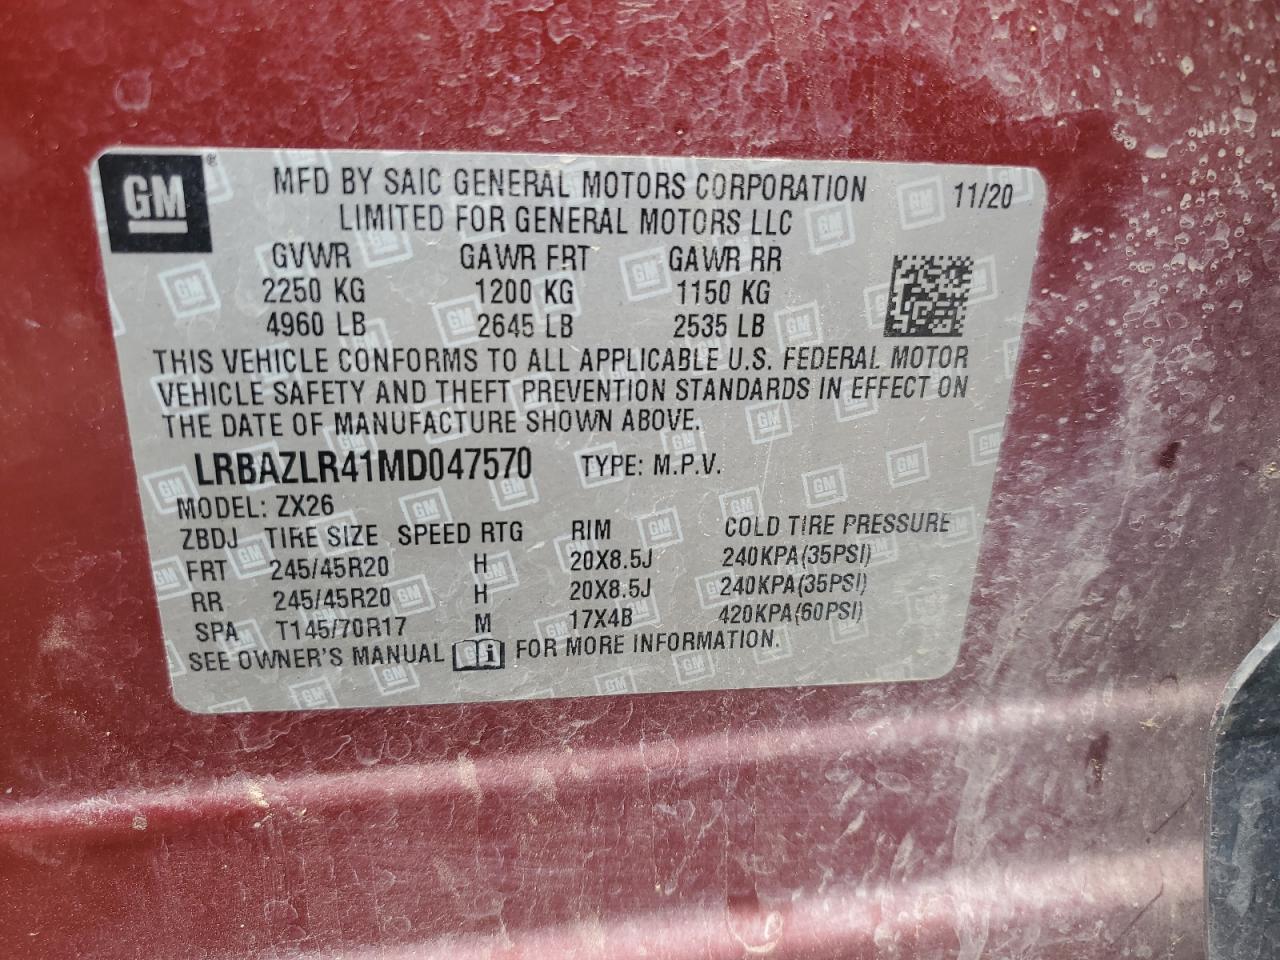 GM®
MFD BY SAIC GENERAL MOTORS CORPORATION 11/20
LIMITED FOR GENERAL MOTORS LLC
GVWR GAWR FRT GAWR RR
2250 KG 1200 KG 1150 KG
4960 LB 2645 LB 2535 LB
THIS VEHICLE CONFORMS TO ALL APPLICABLE U.S. FEDERAL MOTOR
VEHICLE SAFETY AND THEFT PREVENTION STANDARDS IN EFFECT ON
THE DATE OF MANUFACTURE SHOWN ABOVE.
LRBAZLR41MD047570 TYPE: M.P.V.
MODEL: ZX26
ZBDJ TIRE SIZE SPEED RTG RIM COLD TIRE PRESSURE
FRT 245/45R20 H 20X8.5J 240KPA(35PSI)
RR 245/45R20 H 20X8.5J 240KPA(35PSI)
SPA T145/70R17 M 17X4B 420KPA(60PSI)
SEE OWNER'S MANUAL i FOR MORE INFORMATION.